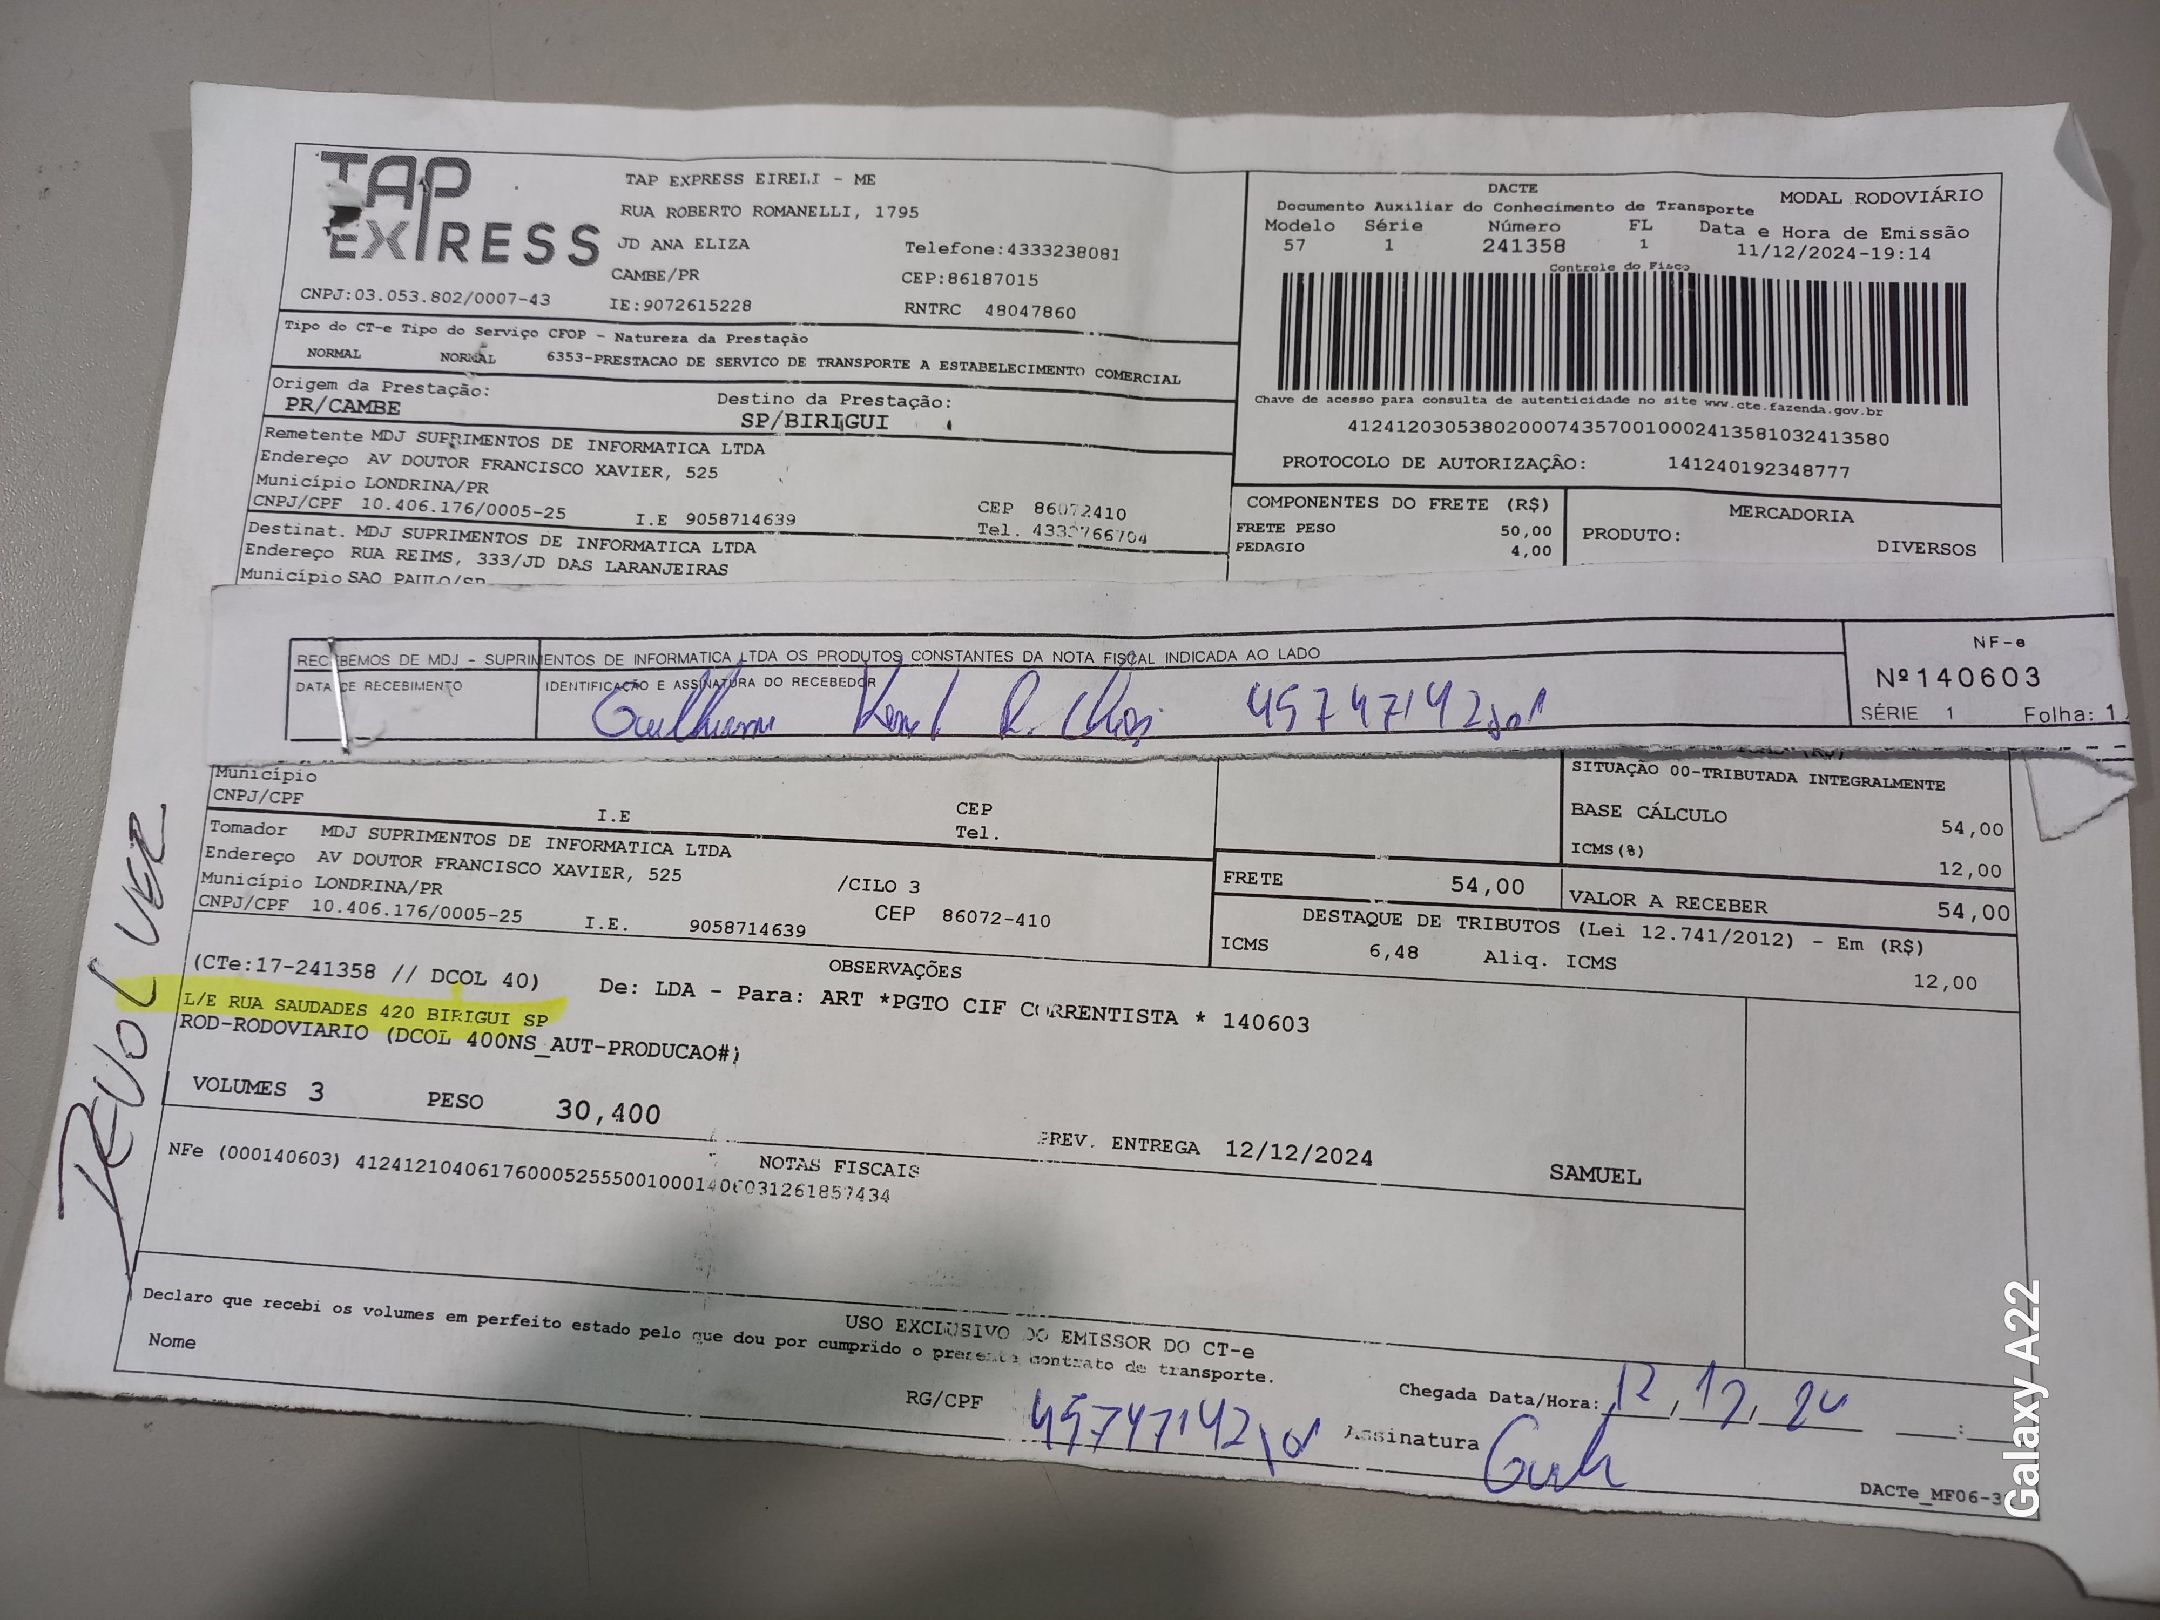 TAP EXPRESS
TAP EXPRESS EIRELI - ME
RUA ROBERTO ROMANELLI, 1795
JD ANA ELIZA
Telefone:4333238081
CAMBE/PR
CEP:86187015
CNPJ:03.053.802/0007-43
IE:9072615228
RNTRC 48047860
DACTE
MODAL RODOVIÁRIO
Documento Auxiliar do Conhecimento de Transporte
Modelo Série Número FL Data e Hora de Emissão
57 1 241358 1 11/12/2024-19:14
Controle do Fisco
Chave de acesso para consulta de autenticidade no site www.cte.fazenda.gov.br
41241203053802000743570010002413581032413580
PROTOCOLO DE AUTORIZAÇÃO: 141240192348777
Tipo do CT-e Tipo do Serviço CFOP - Natureza da Prestação
NORMAL NORMAL 6353-PRESTACAO DE SERVICO DE TRANSPORTE A ESTABELECIMENTO COMERCIAL
Origem da Prestação: Destino da Prestação:
PR/CAMBE SP/BIRIGUI
Remetente MDJ SUPRIMENTOS DE INFORMATICA LTDA
Endereço AV DOUTOR FRANCISCO XAVIER, 525
Município LONDRINA/PR CEP 86072410
CNPJ/CPF 10.406.176/0005-25 I.E 9058714639 Tel.
Destinat. MDJ SUPRIMENTOS DE INFORMATICA LTDA
Endereço RUA REIMS, 333/JD DAS LARANJEIRAS
Município SAO PAULO/SP
COMPONENTES DO FRETE (R$)
FRETE PESO 50,00
PEDAGIO 4,00
MERCADORIA
PRODUTO: DIVERSOS
RECEBEMOS DE MDJ - SUPRIMENTOS DE INFORMATICA LTDA OS PRODUTOS CONSTANTES DA NOTA FISCAL INDICADA AO LADO
DATA DE RECEBIMENTO IDENTIFICAÇÃO E ASSINATURA DO RECEBEDOR
NF-e
Nº140603
SÉRIE 1 Folha: 1
Município
CNPJ/CPF I.E CEP
Tel.
SITUAÇÃO 00-TRIBUTADA INTEGRALMENTE
BASE CÁLCULO 54,00
ICMS(%) 12,00
FRETE 54,00 VALOR A RECEBER 54,00
Tomador MDJ SUPRIMENTOS DE INFORMATICA LTDA
Endereço AV DOUTOR FRANCISCO XAVIER, 525 /CILO 3
Município LONDRINA/PR CEP 86072-410
CNPJ/CPF 10.406.176/0005-25 I.E. 9058714639
DESTAQUE DE TRIBUTOS (Lei 12.741/2012) - Em (R$)
ICMS 6,48 Aliq. ICMS 12,00
OBSERVAÇÕES
(CTe:17-241358 // DCOL 40) De: LDA - Para: ART *PGTO CIF CORRENTISTA * 140603
L/E RUA SAUDADES 420 BIRIGUI SP
ROD-RODOVIARIO (DCOL 400NS_AUT-PRODUCAO#)
VOLUMES 3 PESO 30,400
PREV. ENTREGA 12/12/2024 SAMUEL
NOTAS FISCAIS
NFe (000140603) 41241210406176000525550010001406031261857434
DEVOLVER
USO EXCLUSIVO DO EMISSOR DO CT-e
Declaro que recebi os volumes em perfeito estado pelo que dou por cumprido o presente contrato de transporte.
Nome
RG/CPF
Chegada Data/Hora: 12, 12, 24
Assinatura
Galaxy A22